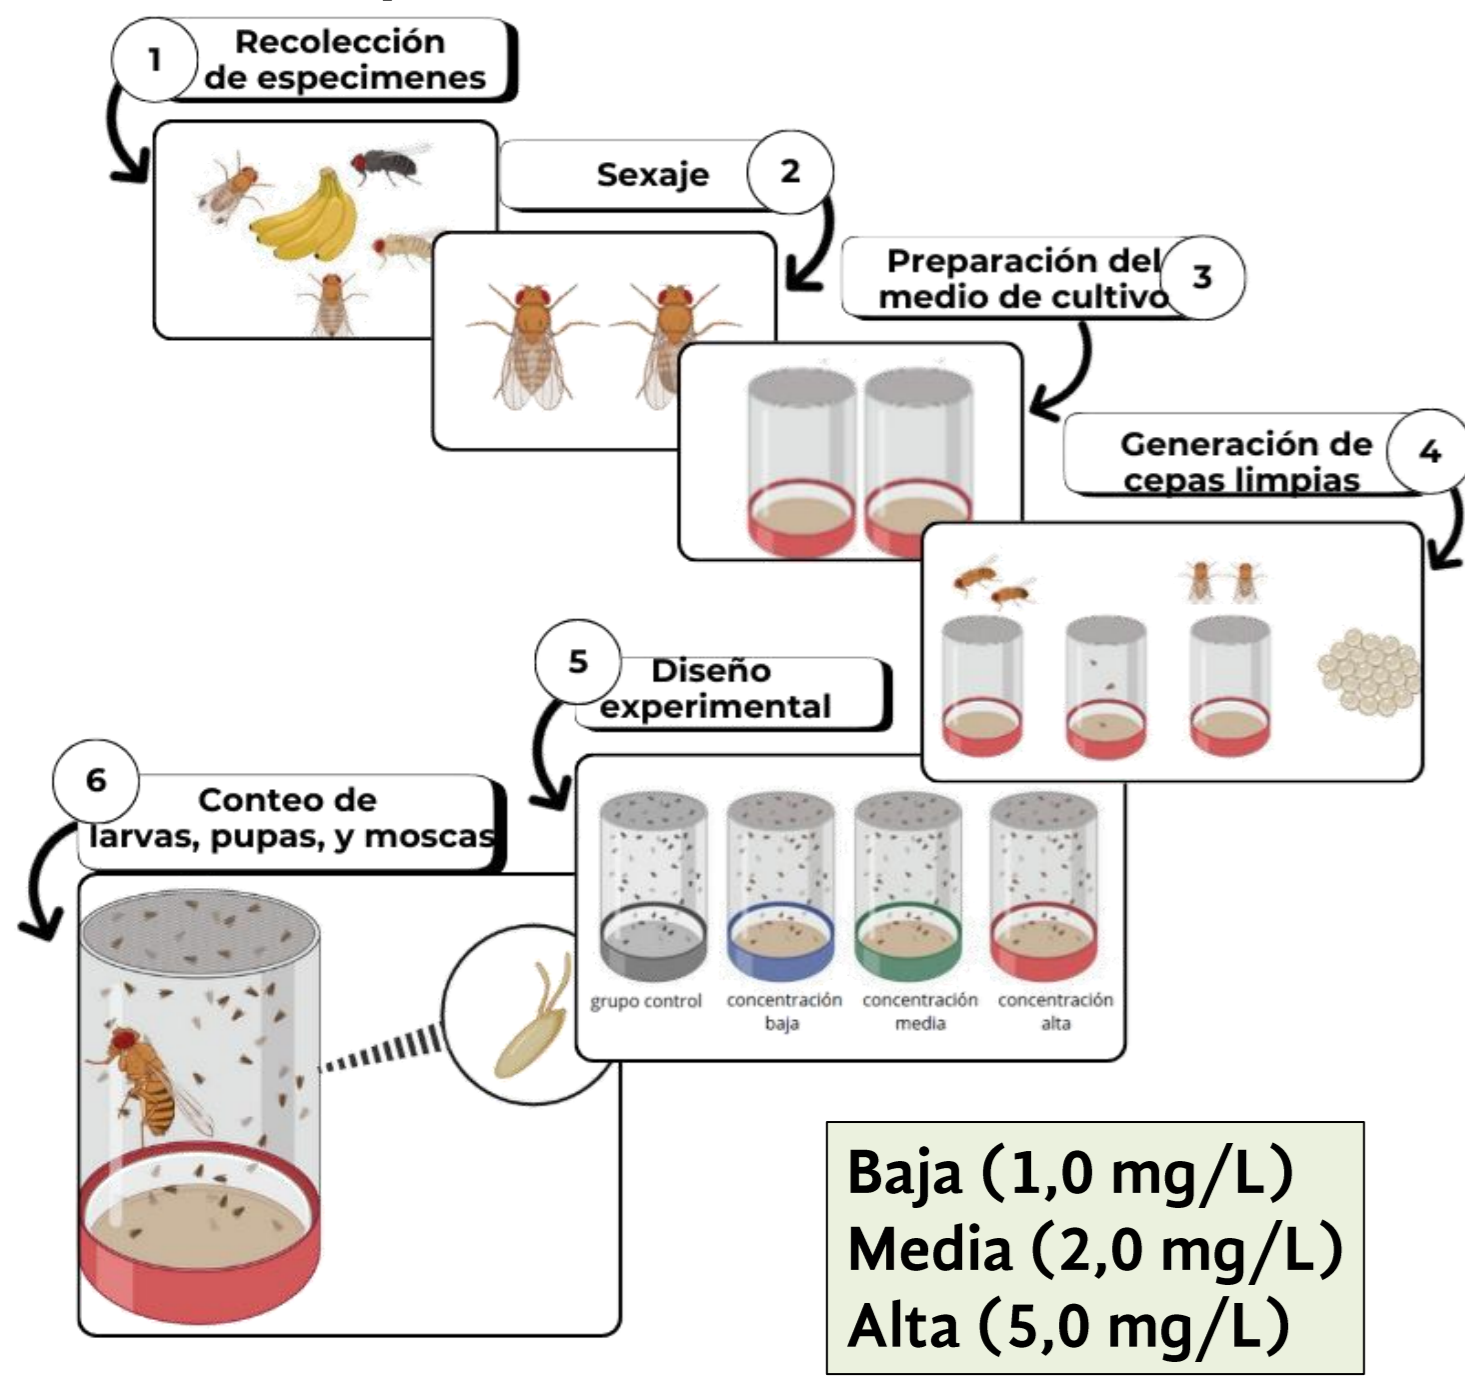 1
Recolección
de especimenes
Sexaje
2
Preparación del
medio de cultivo
3
Generación de
cepas limpias
4
5
Diseño
experimental
grupo control
concentración
baja
concentración
media
concentración
alta
6
Conteo de
larvas, pupas, y moscas
Baja (1,0 mg/L)
Media (2,0 mg/L)
Alta (5,0 mg/L)